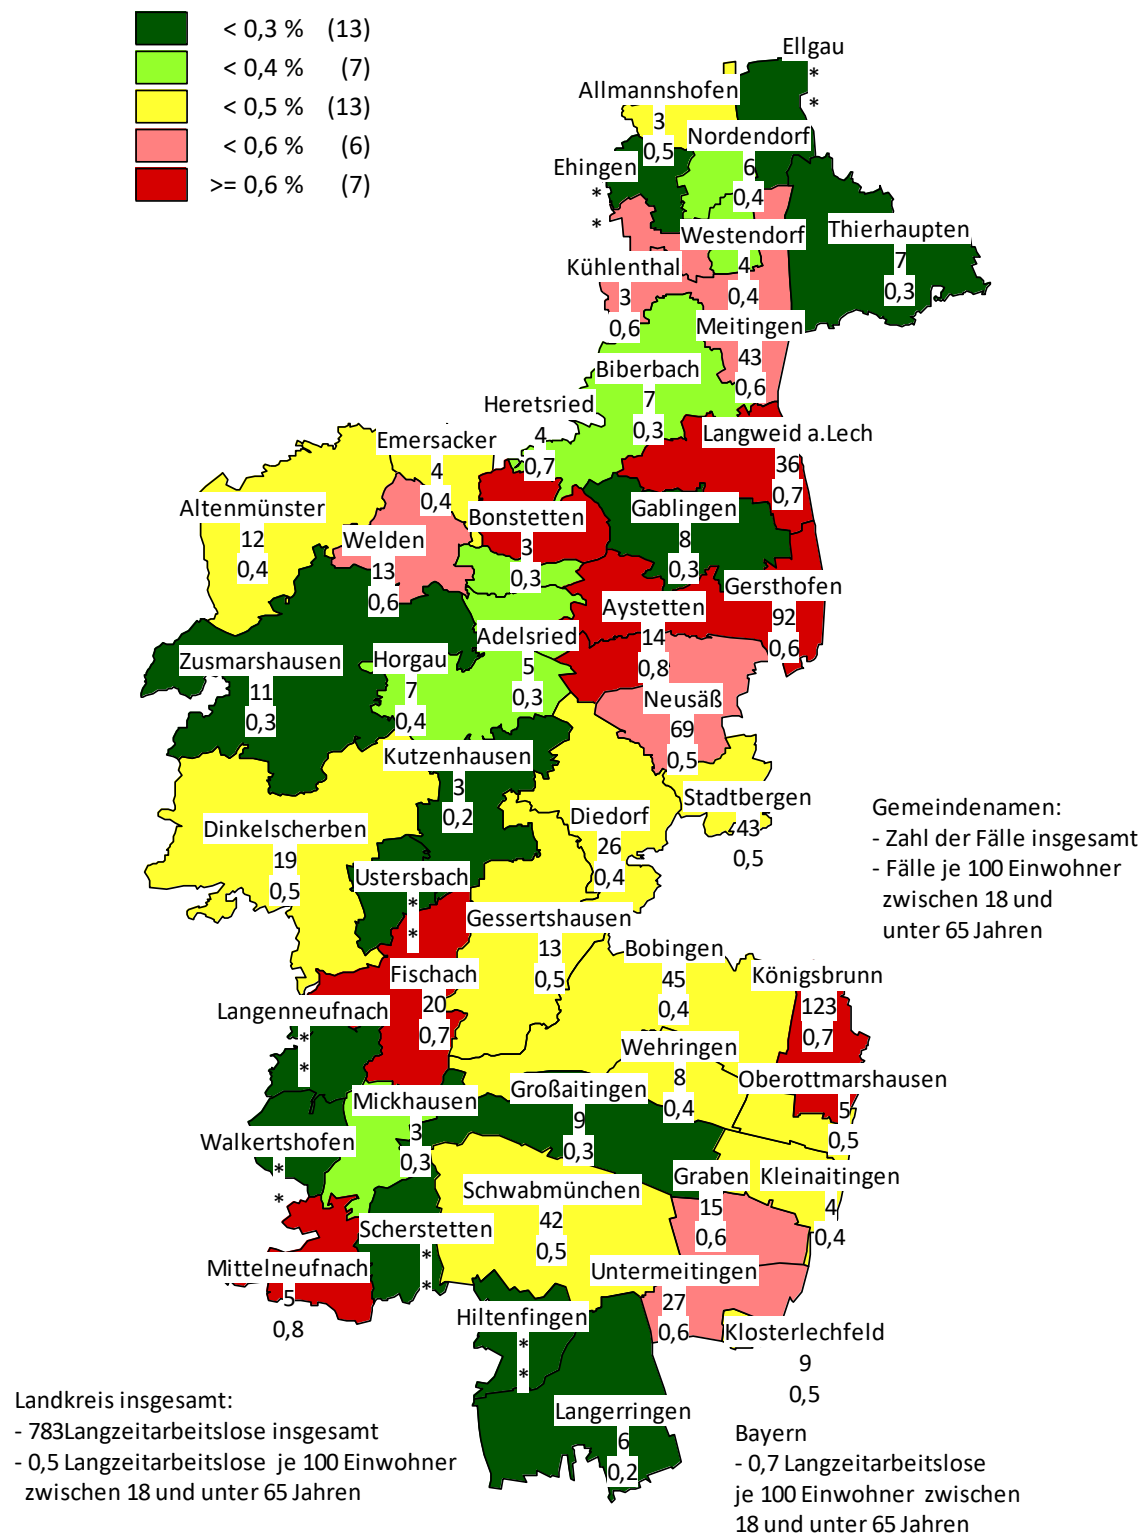 < 0,3 % (13)
< 0,4 % (7)
< 0,5 % (13)
< 0,6 % (6)
>= 0,6 % (7)
Ellgau
*
*
Allmannshofen
3
0,5
Nordendorf
6
0,4
Ehingen
*
*
Westendorf
4
0,4
Thierhaupten
7
0,3
Kühlenthal
3
0,6
Meitingen
43
0,6
Biberbach
7
0,3
Heretsried
4
0,7
Langweid a.Lech
36
0,7
Emersacker
4
0,4
Altenmünster
12
0,4
Welden
13
0,6
Bonstetten
3
0,3
Gablingen
8
0,3
Gersthofen
92
0,6
Aystetten
14
0,8
Adelsried
5
0,3
Horgau
7
0,4
Zusmarshausen
11
0,3
Neusäß
69
0,5
Kutzenhausen
3
0,2
Stadtbergen
43
0,5
Diedorf
26
0,4
Dinkelscherben
19
0,5
Gemeindenamen:
- Zahl der Fälle insgesamt
- Fälle je 100 Einwohner
zwischen 18 und
unter 65 Jahren
Ustersbach
*
*
Gessertshausen
13
0,5
Bobingen
45
0,4
Königsbrunn
123
0,7
Fischach
20
0,7
Langenneufnach
*
*
Wehringen
8
0,4
Oberottmarshausen
5
0,5
Großaitingen
9
0,3
Mickhausen
3
0,3
Walkertshofen
*
*
Graben
15
0,6
Kleinaitingen
4
0,4
Schwabmünchen
42
0,5
Scherstetten
*
*
Mittelneufnach
5
0,8
Untermeitingen
27
0,6
Hiltenfingen
*
*
Klosterlechfeld
9
0,5
Langerringen
6
0,2
Landkreis insgesamt:
- 783Langzeitarbeitslose insgesamt
- 0,5 Langzeitarbeitslose je 100 Einwohner
zwischen 18 und unter 65 Jahren
Bayern
- 0,7 Langzeitarbeitslose
je 100 Einwohner zwischen
18 und unter 65 Jahren